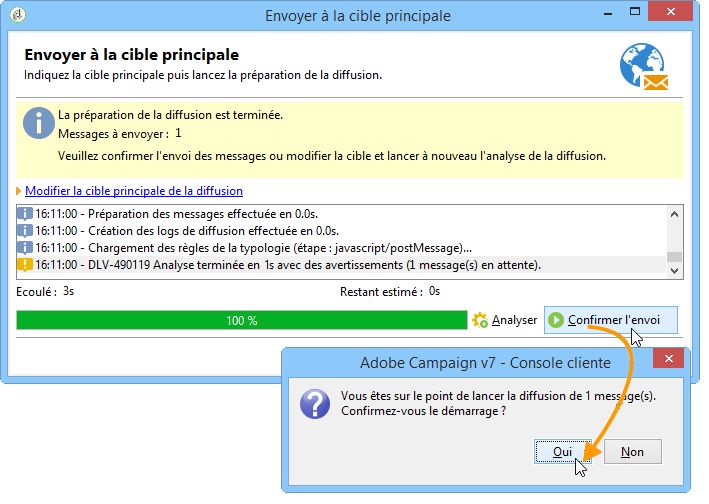 Envoyer à la cible principale
Envoyer à la cible principale
Indiquez la cible principale puis lancez la préparation de la diffusion.
La préparation de la diffusion est terminée.
Messages à envoyer : 1
Veuillez confirmer l'envoi des messages ou modifier la cible et lancer à nouveau l'analyse de la diffusion.
Modifier la cible principale de la diffusion
16:11:00 - Préparation des messages effectuée en 0.0s.
16:11:00 - Création des logs de diffusion effectuée en 0.0s.
16:11:00 - Chargement des règles de la typologie (étape : javascript/postMessage)...
16:11:00 - DLV-490119 Analyse terminée en 1s avec des avertissements (1 message(s) en attente).
Ecoulé : 3s Restant estimé : 0s
100 % Analyser Confirmer l'envoi
Adobe Campaign v7 - Console cliente
Vous êtes sur le point de lancer la diffusion de 1 message(s).
Confirmez-vous le démarrage ?
Oui Non